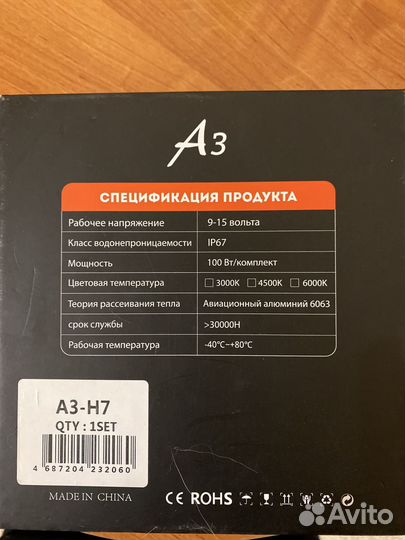 A3
СПЕЦИФИКАЦИЯ ПРОДУКТА
Рабочее напряжение 9-15 вольта
Класс водонепроницаемости IP67
Мощность 100 Вт/комплект
Цветовая температура 3000K 4500K 6000K
Теория рассеивания тепла Авиационный алюминий 6063
срок службы >30000H
Рабочая температура -40℃~+80℃
A3-H7
QTY : 1SET
4 687204 232060
MADE IN CHINA
CE ROHS
Avito